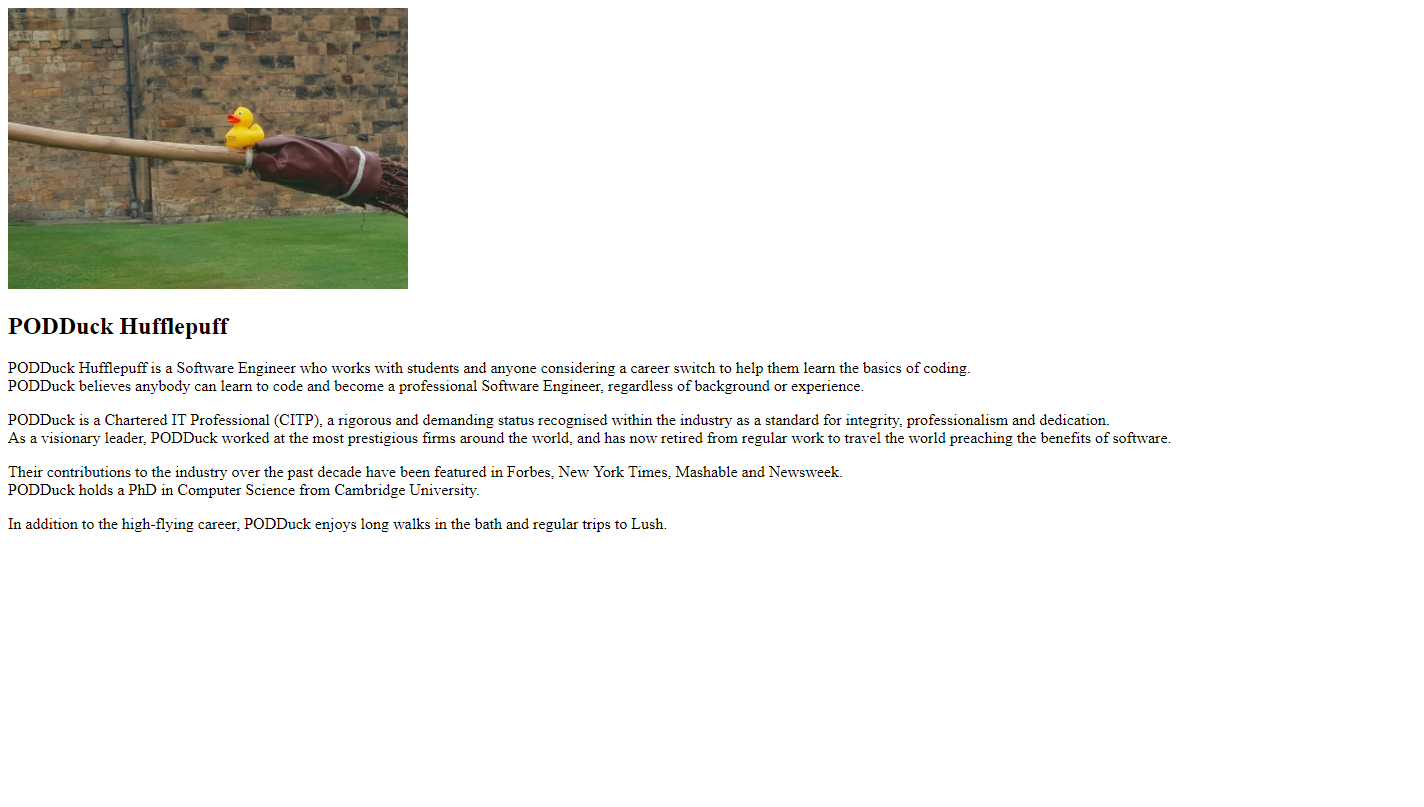 PODDuck Hufflepuff
PODDuck Hufflepuff is a Software Engineer who works with students and anyone considering a career switch to help them learn the basics of coding.
PODDuck believes anybody can learn to code and become a professional Software Engineer, regardless of background or experience.
PODDuck is a Chartered IT Professional (CITP), a rigorous and demanding status recognised within the industry as a standard for integrity, professionalism and dedication.
As a visionary leader, PODDuck worked at the most prestigious firms around the world, and has now retired from regular work to travel the world preaching the benefits of software.
Their contributions to the industry over the past decade have been featured in Forbes, New York Times, Mashable and Newsweek.
PODDuck holds a PhD in Computer Science from Cambridge University.
In addition to the high-flying career, PODDuck enjoys long walks in the bath and regular trips to Lush.